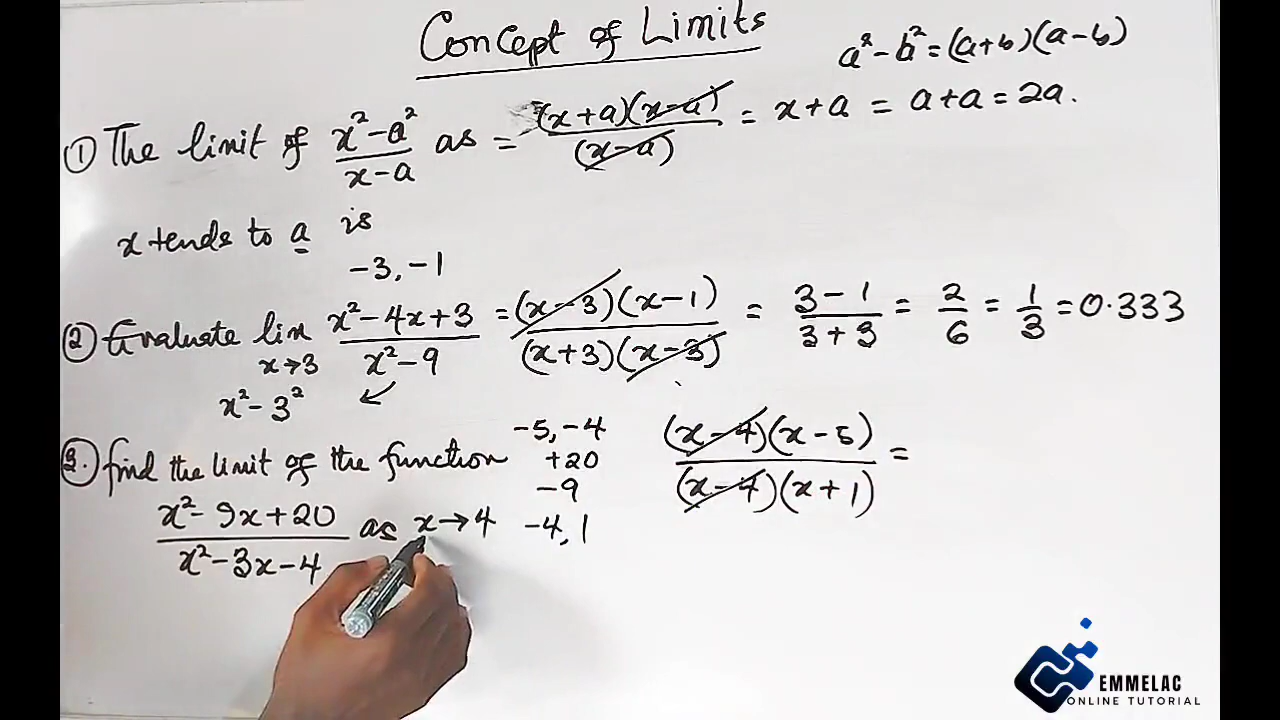 Concept of Limits
a² - b² = (a+b)(a-b)
① The limit of (x² - a²)/(x - a) as = (x+a)(x-a)/(x-a) = x + a = a + a = 2a.
x tends to a is
-3, -1
② Evaluate lim x→3 (x² - 4x + 3)/(x² - 9) = (x-3)(x-1)/(x+3)(x-3) = (3-1)/(3+3) = 2/6 = 1/3 = 0.333
x² - 3² ↙
-5, -4
③. find the limit of the function
+20
-9
(x-4)(x-5)/(x-4)(x+1) =
(x² - 9x + 20)/(x² - 3x - 4) as x→4
-4, 1
EMMELAC
ONLINE TUTORIAL